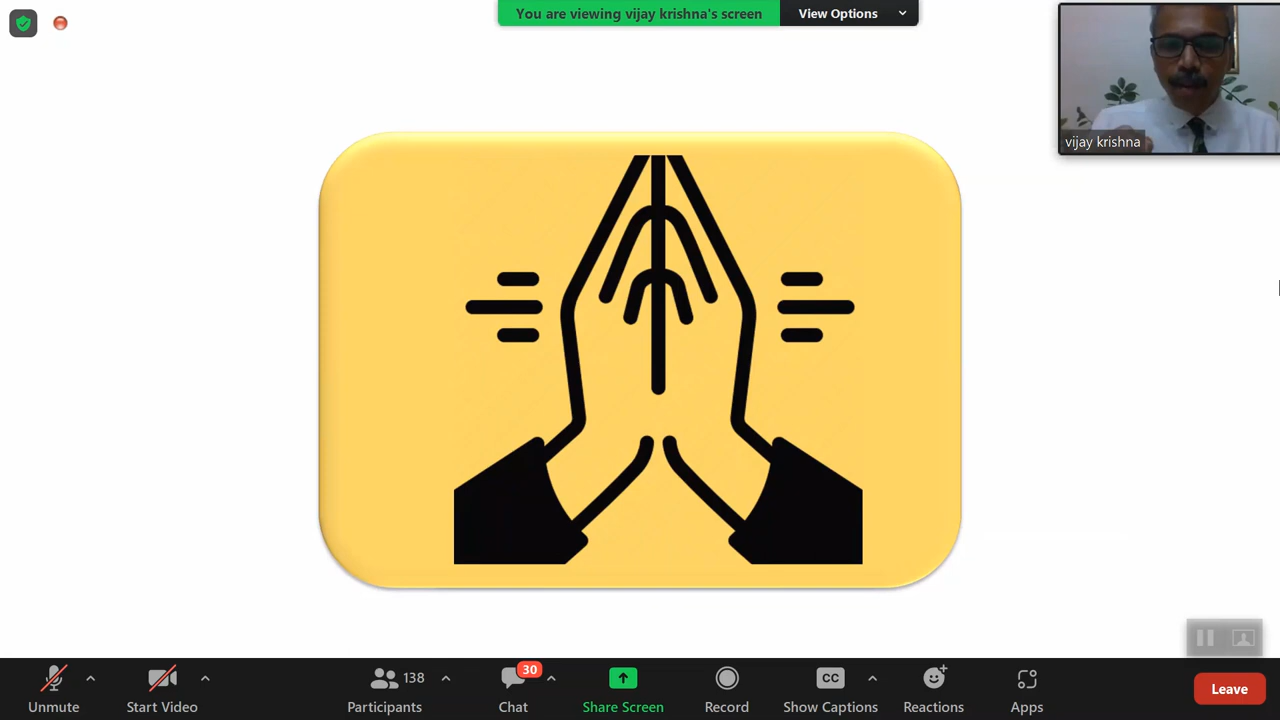 You are viewing vijay krishna's screen
View Options
vijay krishna
Unmute
Start Video
138
Participants
30
Chat
Share Screen
Record
CC
Show Captions
Reactions
Apps
Leave